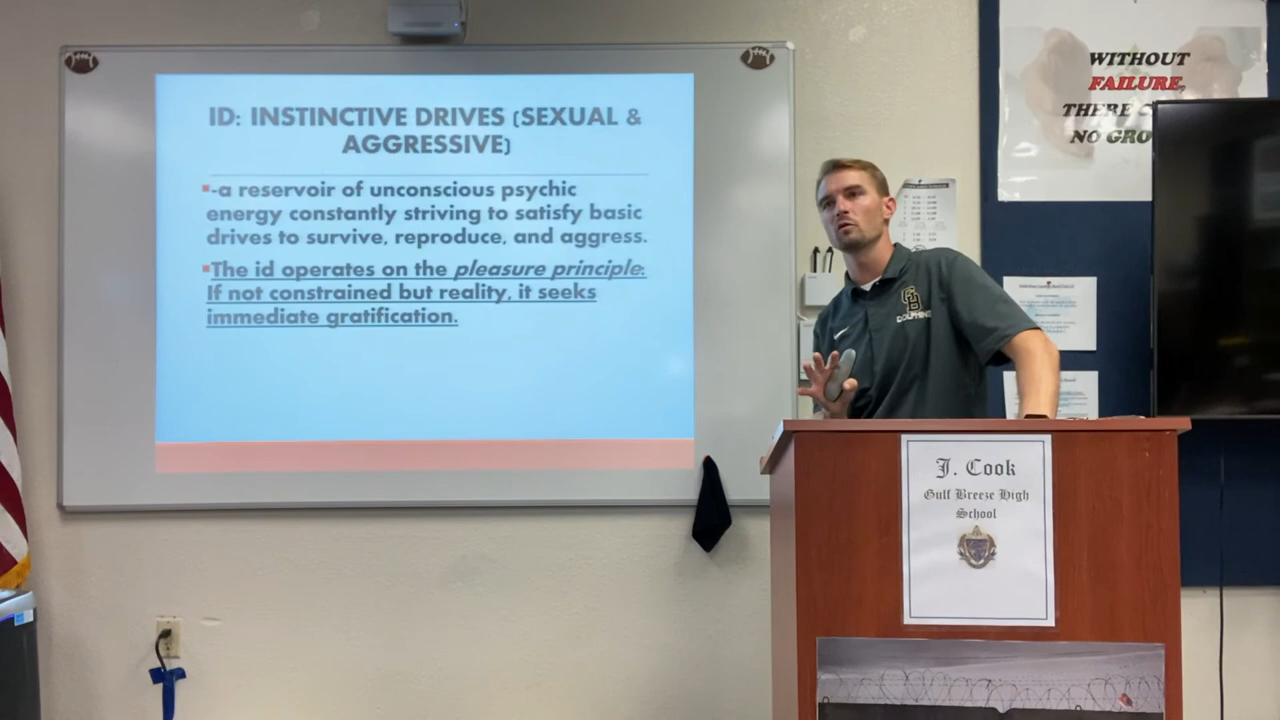 ID: INSTINCTIVE DRIVES (SEXUAL &
AGGRESSIVE)
-a reservoir of unconscious psychic
energy constantly striving to satisfy basic
drives to survive, reproduce, and aggress.
The id operates on the pleasure principle:
If not constrained but reality, it seeks
immediate gratification.
WITHOUT
FAILURE,
THERE C
NO GRO
GB
DOLPHINS
J. Cook
Gulf Breeze High
School